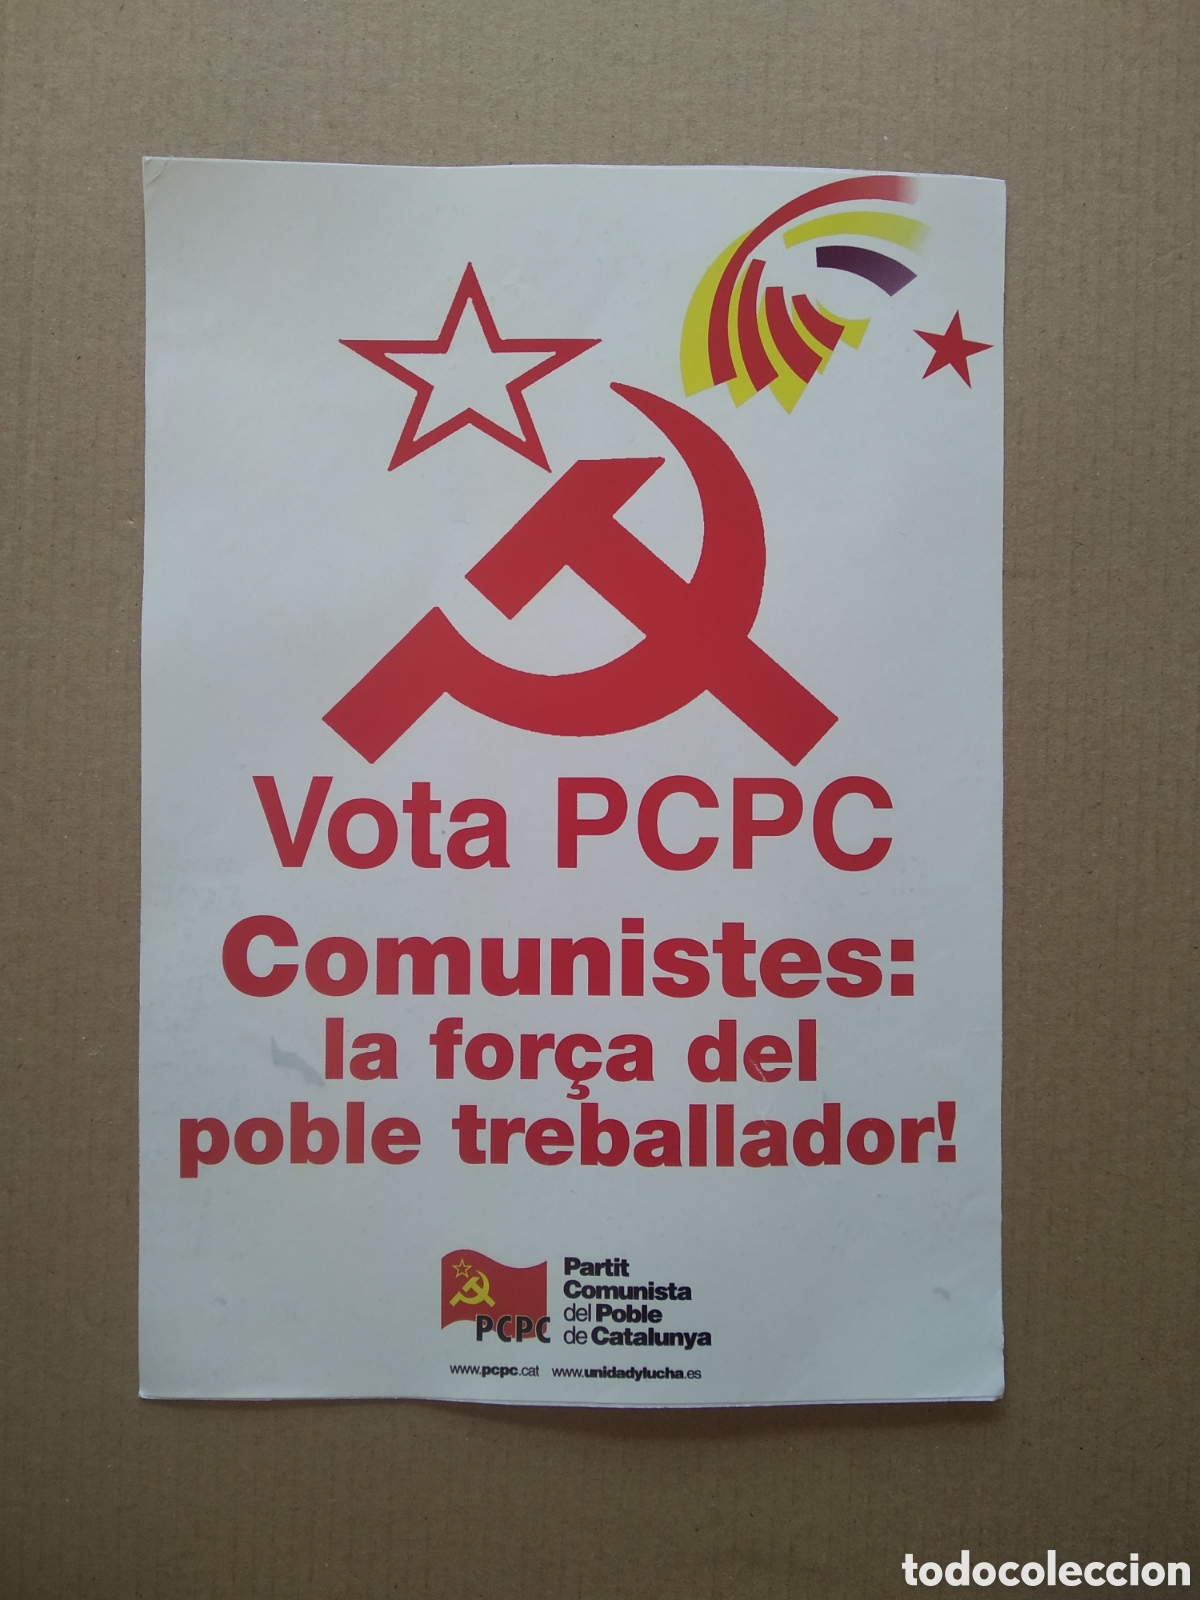 Vota PCPC
Comunistes:
la força del
poble treballador!
PCPC
Partit
Comunista
del Poble
de Catalunya
www.pcpc.cat www.unidadylucha.es
todocoleccion